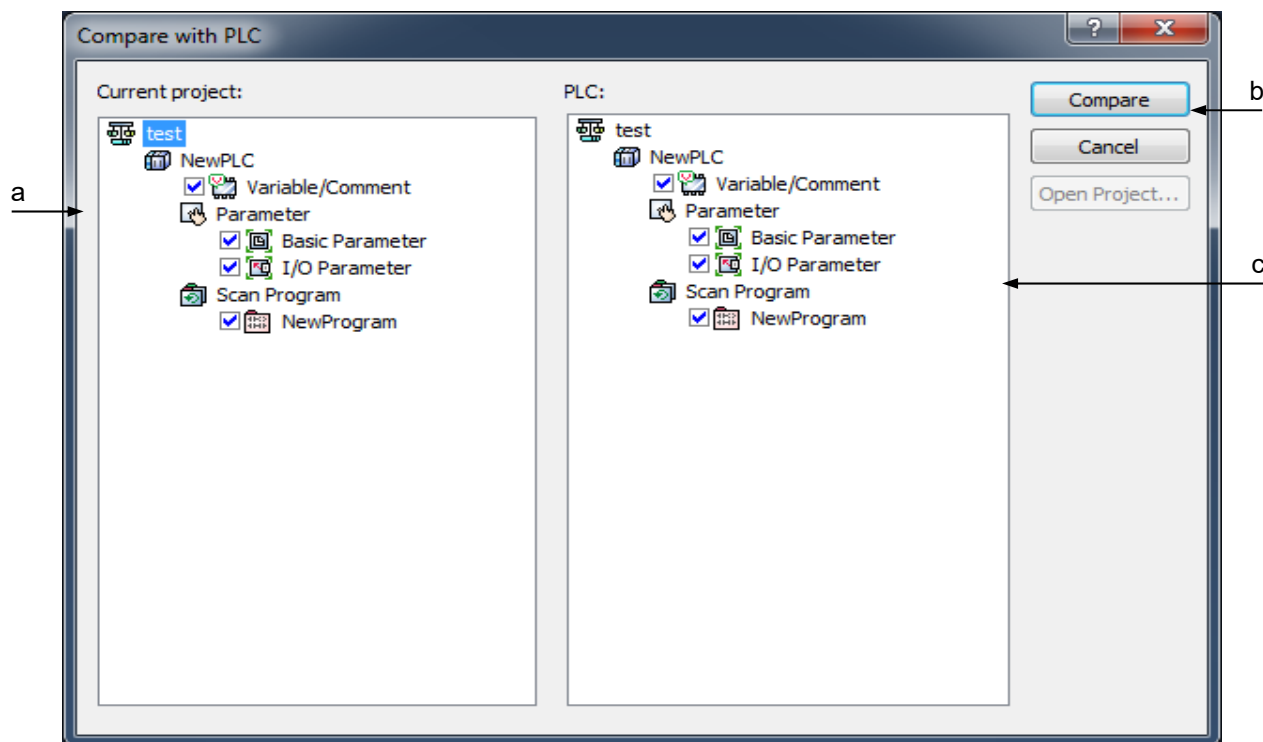 Compare with PLC
?
X
Current project:
test
NewPLC
Variable/Comment
Parameter
Basic Parameter
I/O Parameter
Scan Program
NewProgram
PLC:
test
NewPLC
Variable/Comment
Parameter
Basic Parameter
I/O Parameter
Scan Program
NewProgram
Compare
Cancel
Open Project...
a
b
c